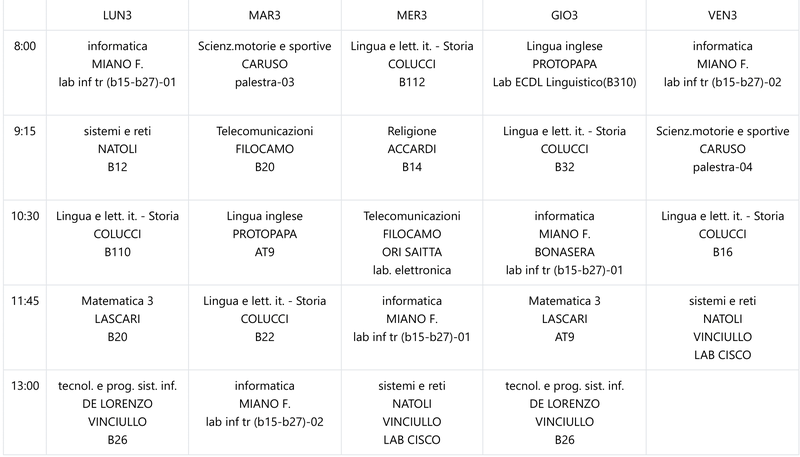 LUN3 MAR3 MER3 GIO3 VEN3
8:00
informatica
MIANO F.
lab inf tr (b15-b27)-01
Scienz.motorie e sportive
CARUSO
palestra-03
Lingua e lett. it. - Storia
COLUCCI
B112
Lingua inglese
PROTOPAPA
Lab ECDL Linguistico(B310)
informatica
MIANO F.
lab inf tr (b15-b27)-02
9:15
sistemi e reti
NATOLI
B12
Telecomunicazioni
FILOCAMO
B20
Religione
ACCARDI
B14
Lingua e lett. it. - Storia
COLUCCI
B32
Scienz.motorie e sportive
CARUSO
palestra-04
10:30
Lingua e lett. it. - Storia
COLUCCI
B110
Lingua inglese
PROTOPAPA
AT9
Telecomunicazioni
FILOCAMO
ORI SAITTA
lab. elettronica
informatica
MIANO F.
BONASERA
lab inf tr (b15-b27)-01
Lingua e lett. it. - Storia
COLUCCI
B16
11:45
Matematica 3
LASCARI
B20
Lingua e lett. it. - Storia
COLUCCI
B22
informatica
MIANO F.
lab inf tr (b15-b27)-01
Matematica 3
LASCARI
AT9
sistemi e reti
NATOLI
VINCIULLO
LAB CISCO
13:00
tecnol. e prog. sist. inf.
DE LORENZO
VINCIULLO
B26
informatica
MIANO F.
lab inf tr (b15-b27)-02
sistemi e reti
NATOLI
VINCIULLO
LAB CISCO
tecnol. e prog. sist. inf.
DE LORENZO
VINCIULLO
B26